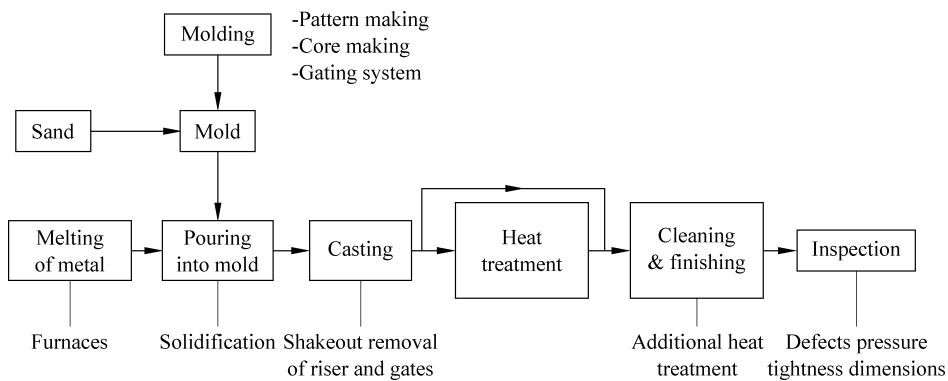 Molding
-Pattern making
-Core making
-Gating system
Sand
Mold
Melting
of metal
Pouring
into mold
Casting
Heat
treatment
Cleaning
& finishing
Inspection
Furnaces
Solidification
Shakeout removal
of riser and gates
Additional heat
treatment
Defects pressure
tightness dimensions